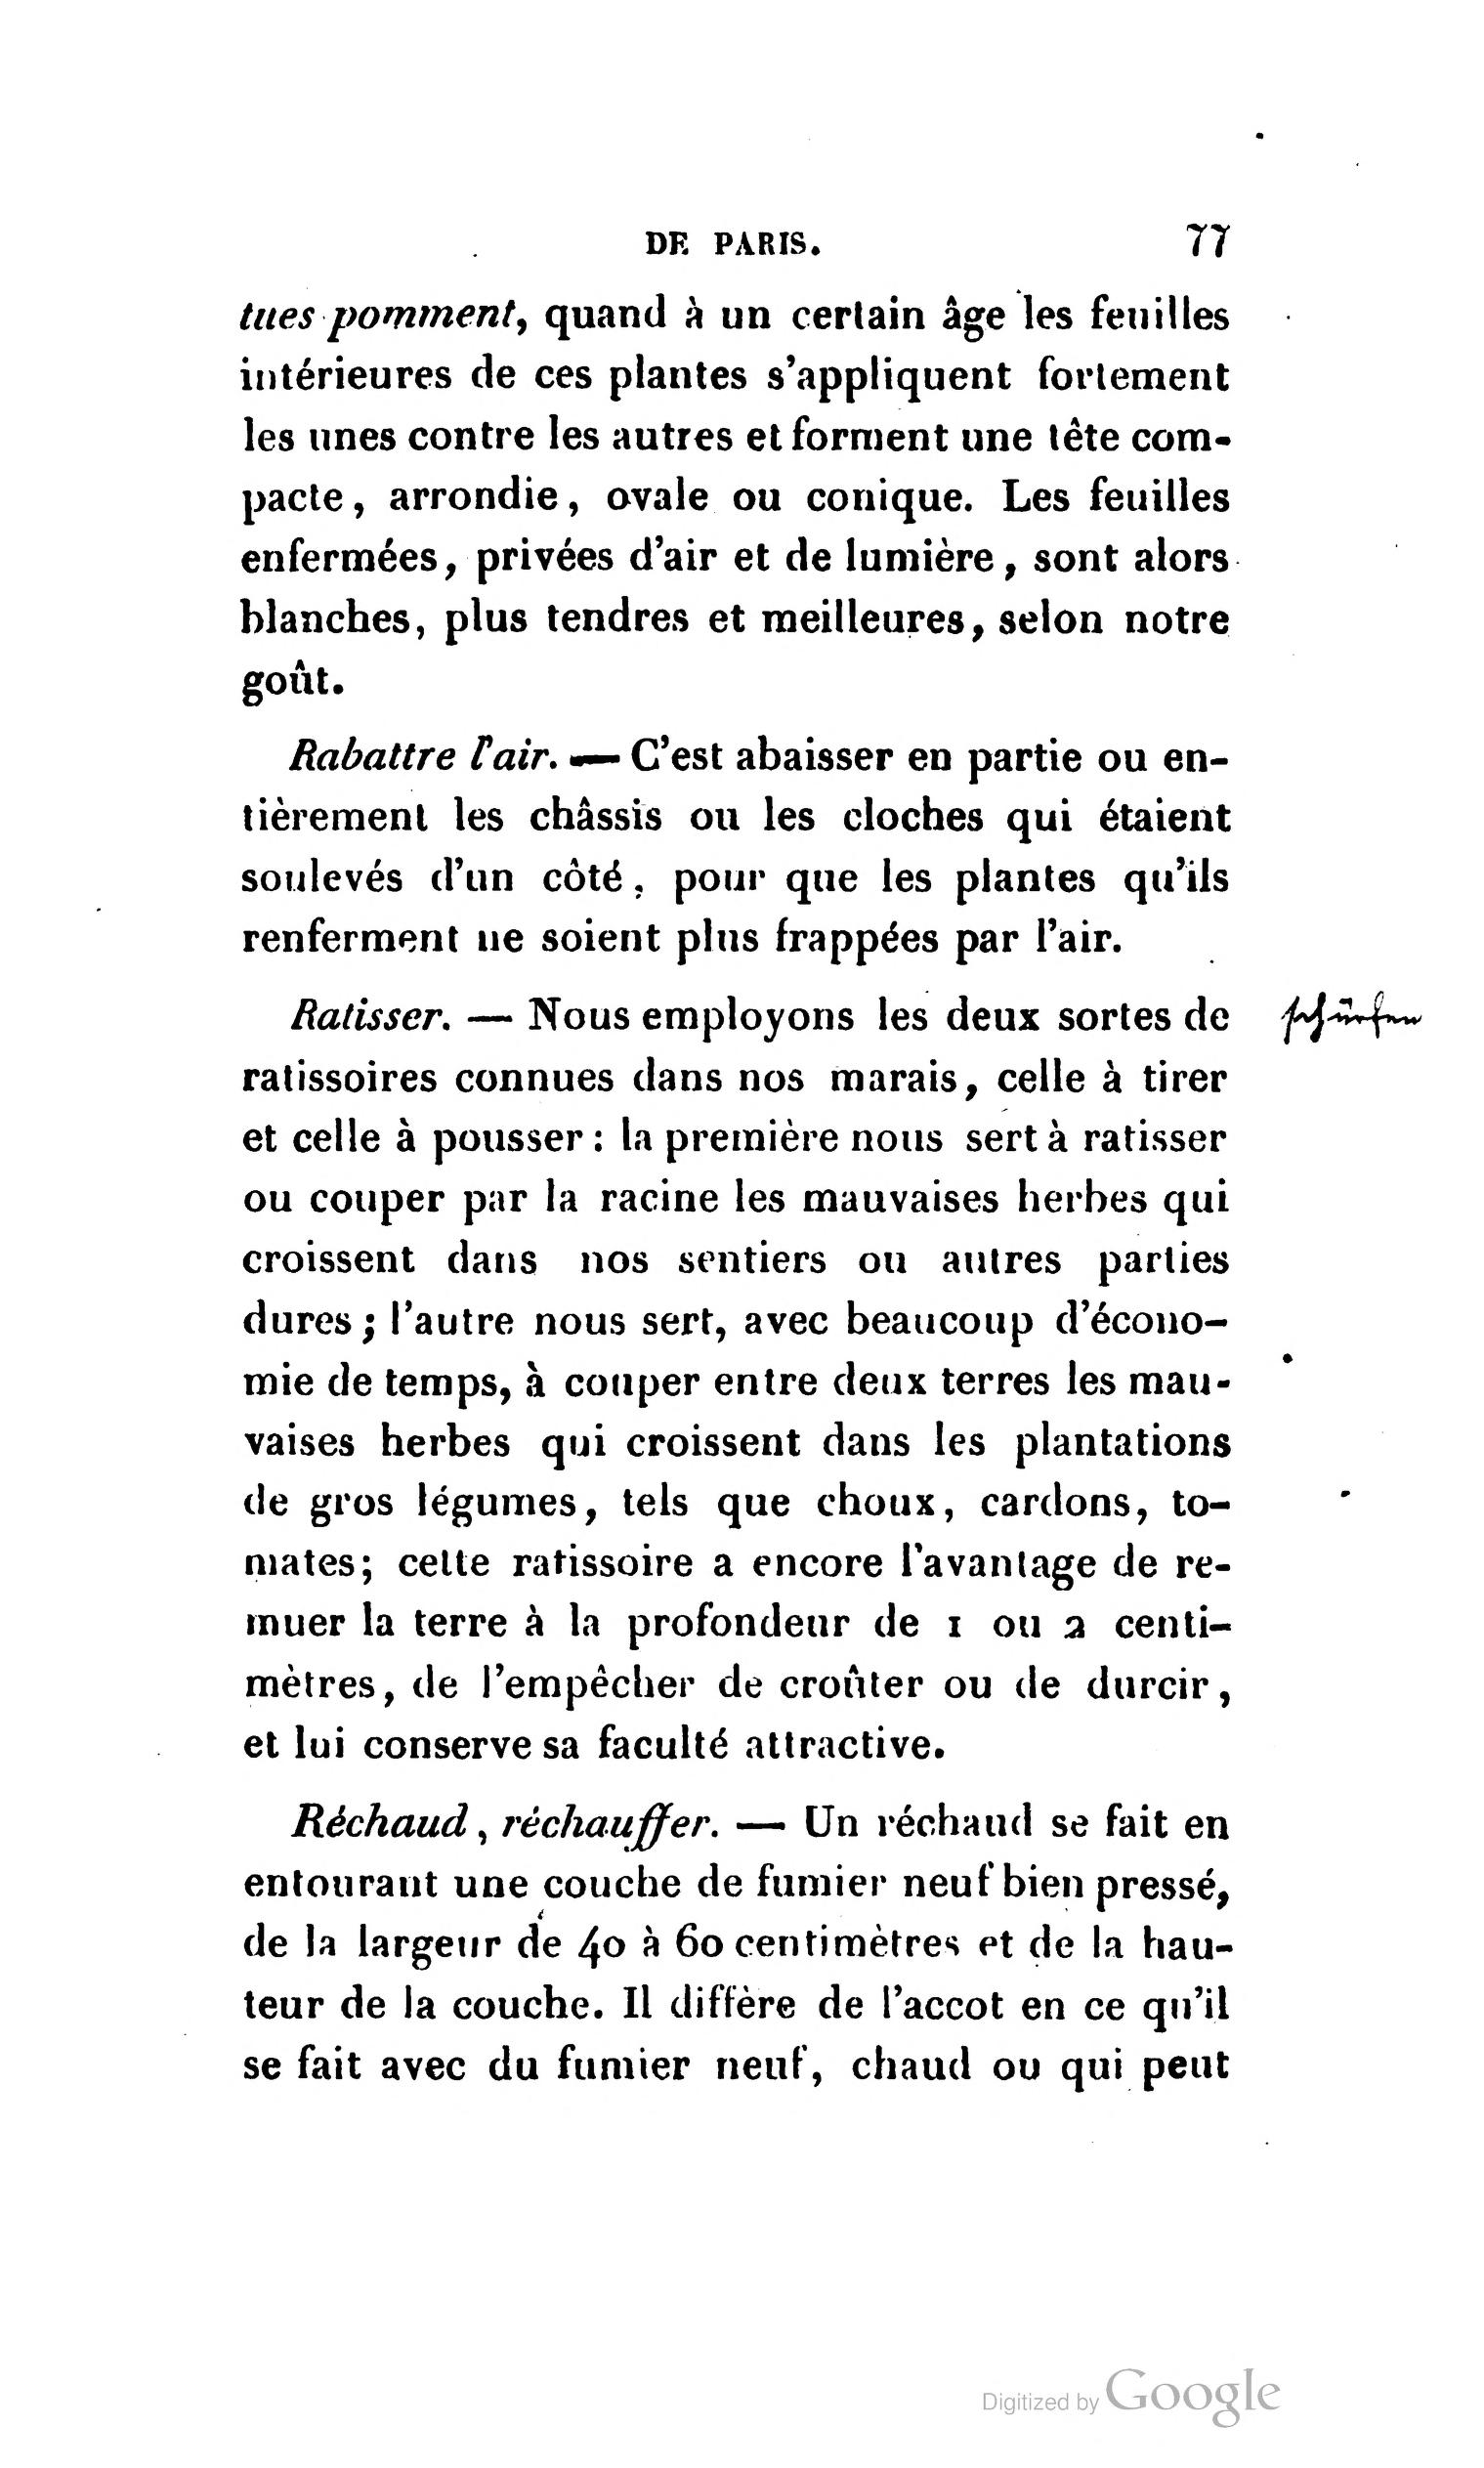 DE PARIS. 77
tues pomment, quand à un certain âge les feuilles
intérieures de ces plantes s'appliquent fortement
les unes contre les autres et forment une tête com-
pacte, arrondie, ovale ou conique. Les feuilles
enfermées, privées d'air et de lumière, sont alors
blanches, plus tendres et meilleures, selon notre
goût.
Rabattre l'air. — C'est abaisser en partie ou en-
tièrement les châssis ou les cloches qui étaient
soulevés d'un côté, pour que les plantes qu'ils
renferment ne soient plus frappées par l'air.
Ratisser. — Nous employons les deux sortes de
schürfen
ratissoires connues dans nos marais, celle à tirer
et celle à pousser : la première nous sert à ratisser
ou couper par la racine les mauvaises herbes qui
croissent dans nos sentiers ou autres parties
dures ; l'autre nous sert, avec beaucoup d'écono-
mie de temps, à couper entre deux terres les mau-
vaises herbes qui croissent dans les plantations
de gros légumes, tels que choux, cardons, to-
mates; cette ratissoire a encore l'avantage de re-
muer la terre à la profondeur de 1 ou 2 centi-
mètres, de l'empêcher de croûter ou de durcir,
et lui conserve sa faculté attractive.
Réchaud, réchauffer. — Un réchaud se fait en
entourant une couche de fumier neuf bien pressé,
de la largeur de 40 à 60 centimètres et de la hau-
teur de la couche. Il diffère de l'accot en ce qu'il
se fait avec du fumier neuf, chaud ou qui peut
Digitized by Google